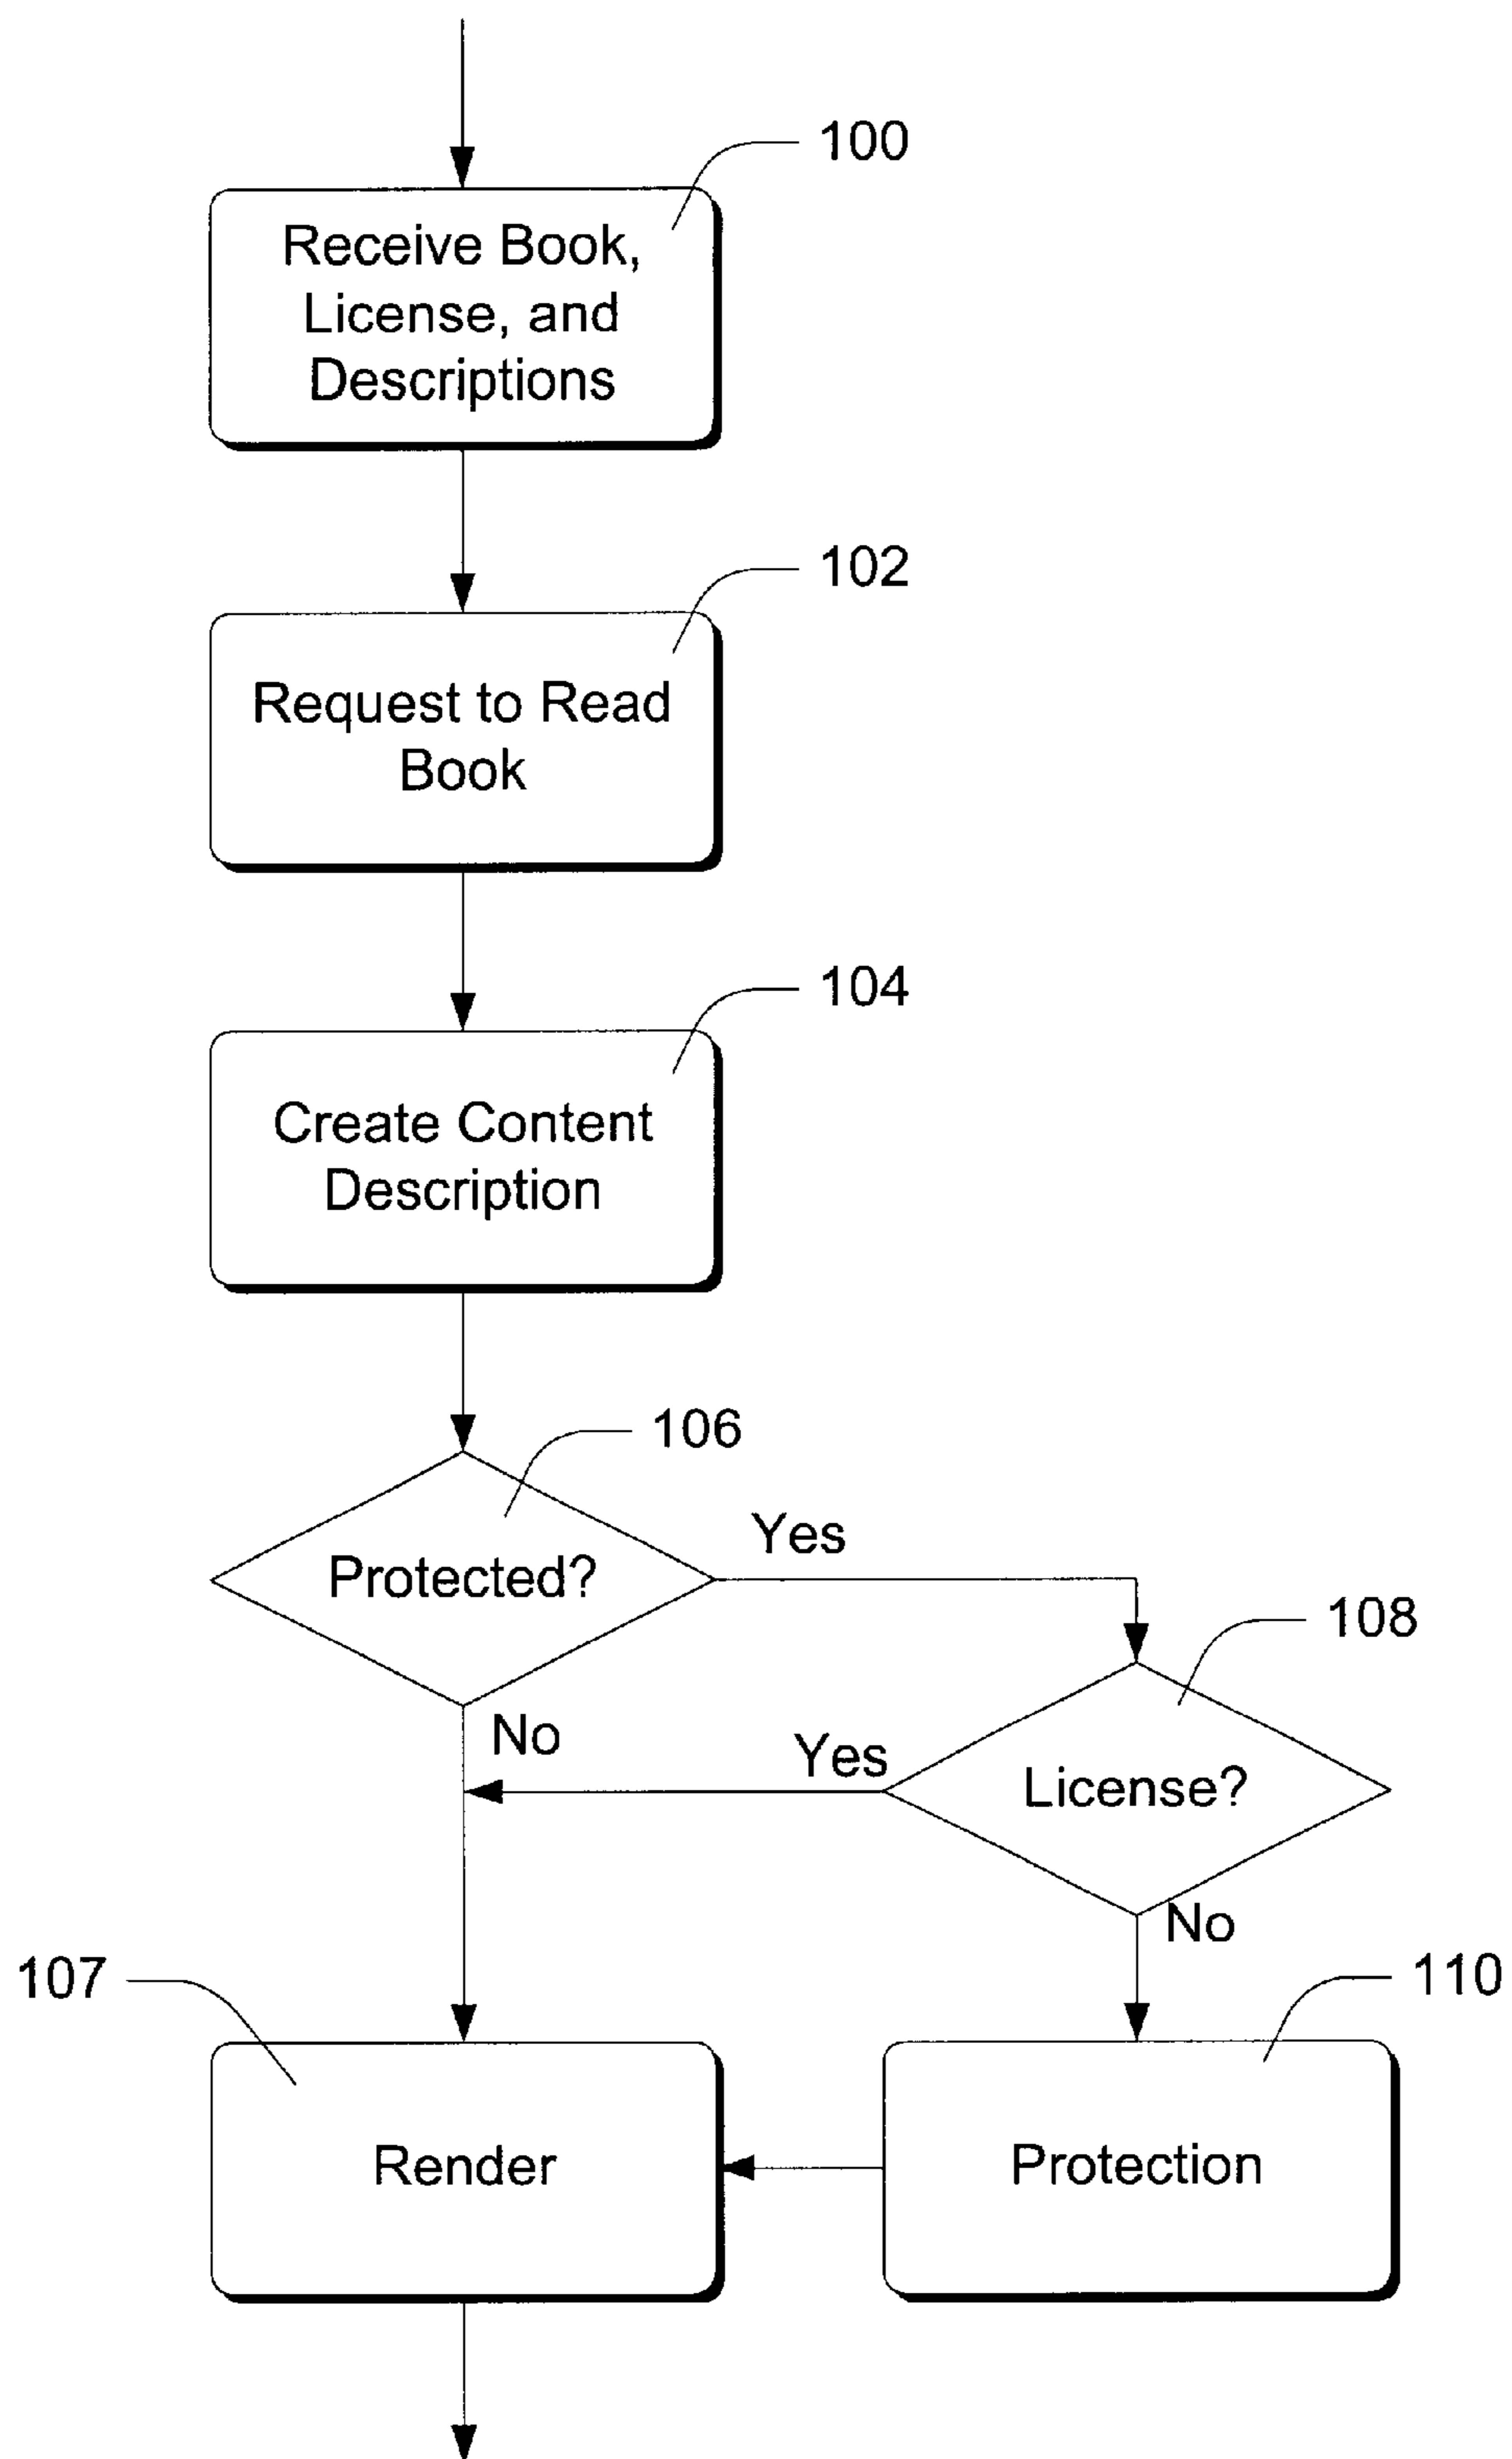 100
Receive Book,
License, and
Descriptions
102
Request to Read
Book
104
Create Content
Description
106
Protected?
Yes
108
No
Yes
License?
No
107
110
Render
Protection